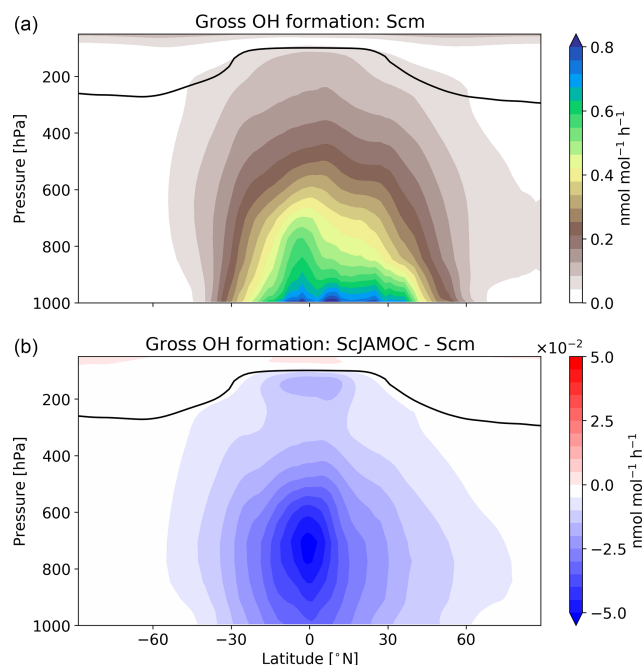 (a)
Gross OH formation: Scm
Pressure [hPa]
200
400
600
800
1000
0.8
0.6
0.4
0.2
0.0
nmol mol⁻¹ h⁻¹
(b)
Gross OH formation: ScJAMOC - Scm
×10⁻²
Pressure [hPa]
200
400
600
800
1000
−60
−30
0
30
60
Latitude [°N]
5.0
2.5
0.0
−2.5
−5.0
nmol mol⁻¹ h⁻¹